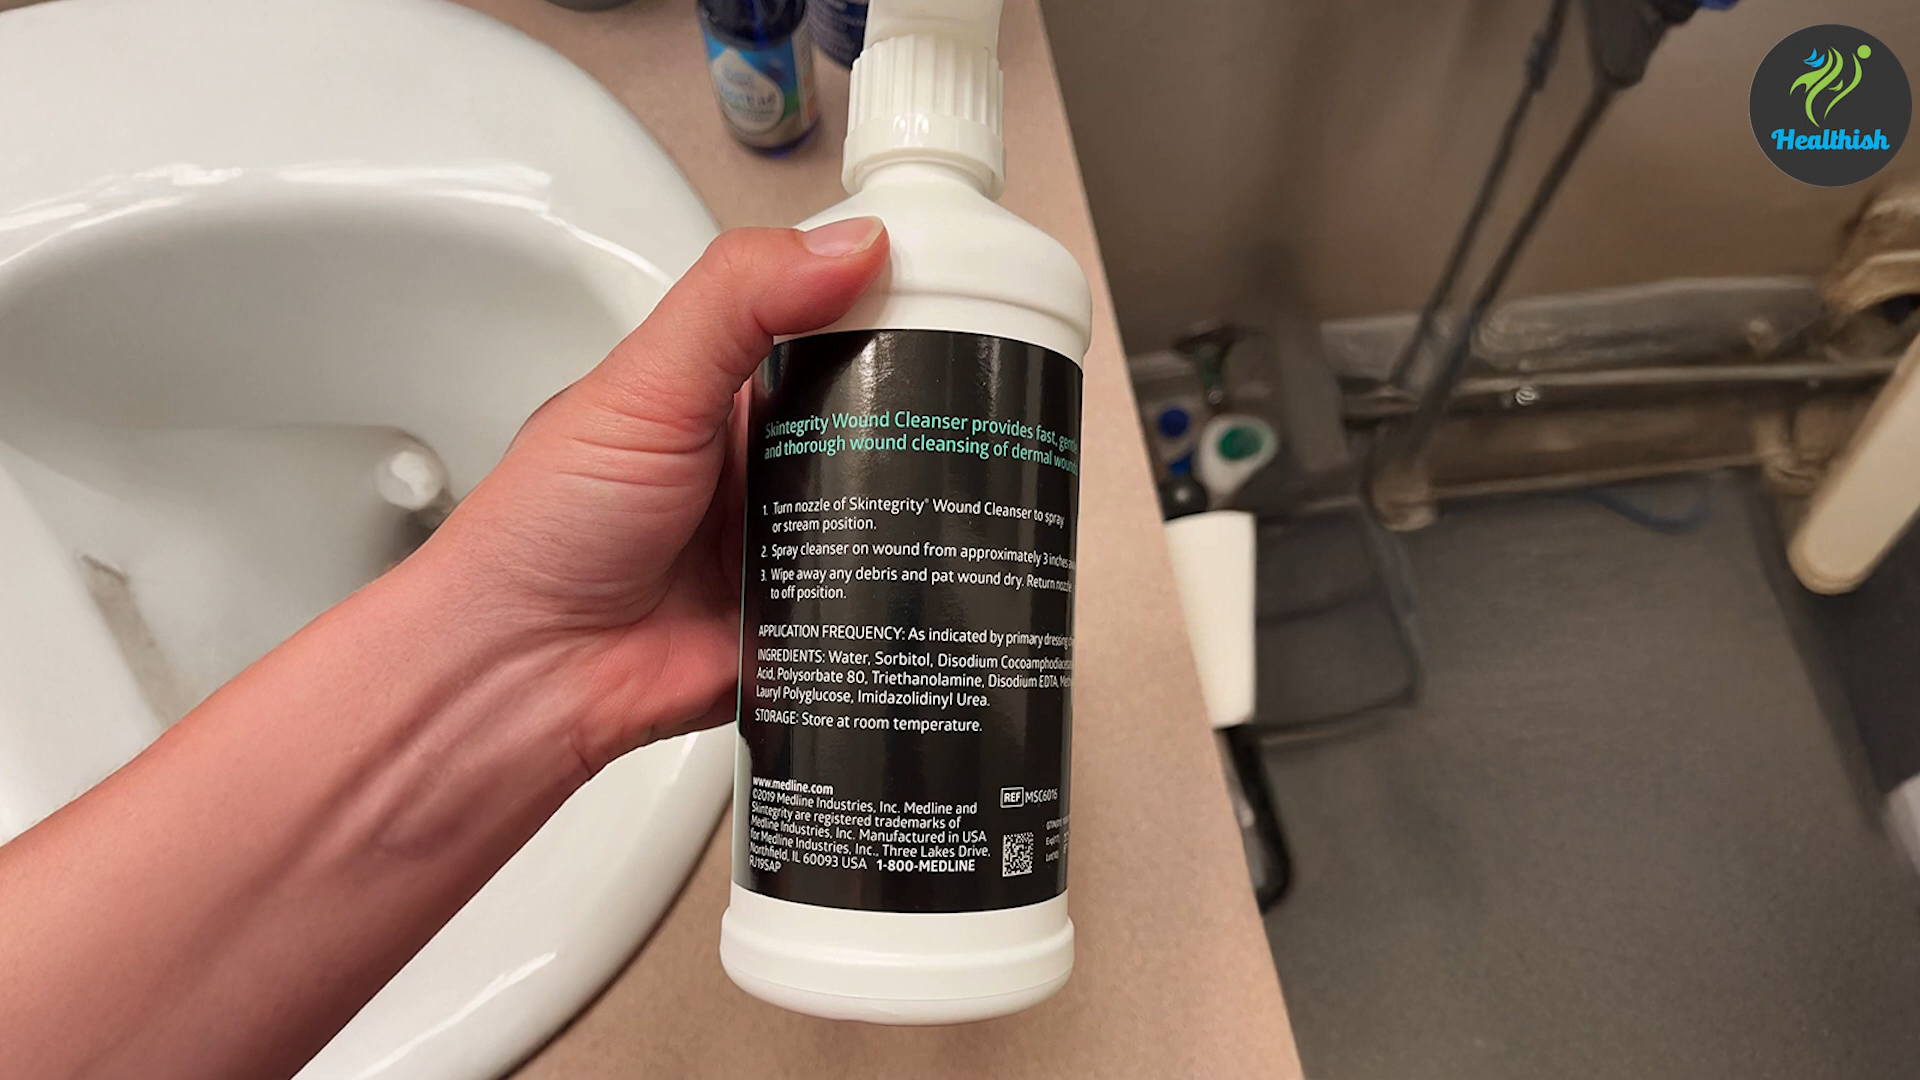 Healthish
Skintegrity Wound Cleanser provides fast, gentle
and thorough wound cleansing of dermal wounds
1. Turn nozzle of Skintegrity® Wound Cleanser to spray
or stream position.
2. Spray cleanser on wound from approximately 3 inches
3. Wipe away any debris and pat wound dry. Return nozzle
to off position.
APPLICATION FREQUENCY: As indicated by primary dressing
INGREDIENTS: Water, Sorbitol, Disodium
Acid, Polysorbate 80, Triethanolamine, Disodium EDTA,
Lauryl Polyglucose, Imidazolidinyl Urea.
STORAGE: Store at room temperature.
www.medline.com
©2019 Medline Industries, Inc. Medline and
Skintegrity are registered trademarks of
Medline Industries, Inc. Manufactured in USA
for Medline Industries, Inc., Three Lakes Drive,
Northfield, IL 60093 USA 1-800-MEDLINE
RJ19SAP
REF MSC6016